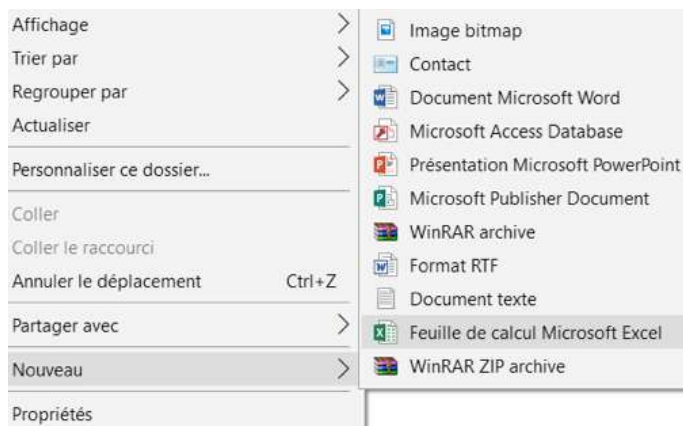 Affichage
Trier par
Regrouper par
Actualiser
Personnaliser ce dossier...
Coller
Coller le raccourci
Annuler le déplacement Ctrl+Z
Partager avec
Nouveau
Propriétés
Image bitmap
Contact
Document Microsoft Word
Microsoft Access Database
Présentation Microsoft PowerPoint
Microsoft Publisher Document
WinRAR archive
Format RTF
Document texte
Feuille de calcul Microsoft Excel
WinRAR ZIP archive